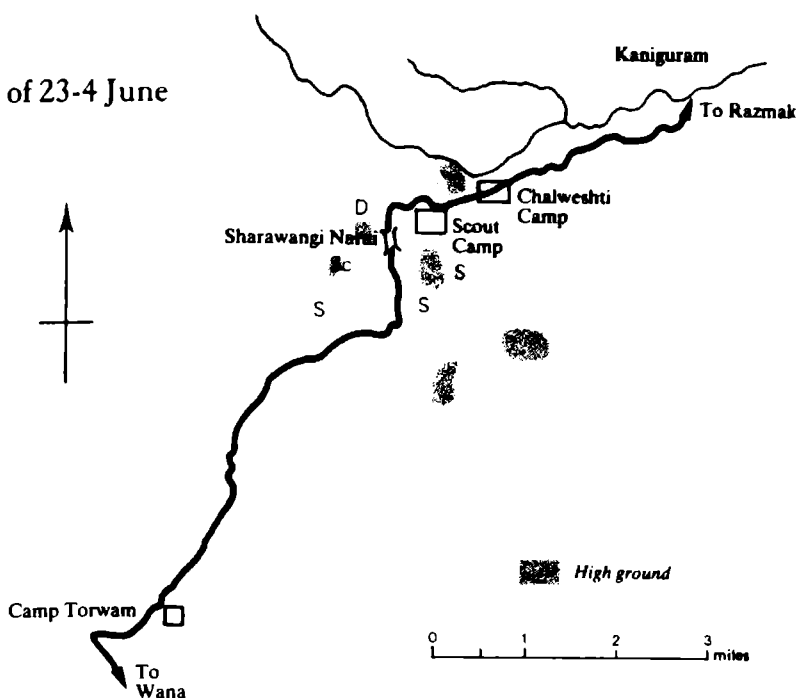 Kaniguram
of 23-4 June
To Razmak
Chalweshti
Camp
D
Sharawangi Narai
Scout
Camp
C
S
S
S
High ground
Camp Torwam
0 1 2 3
miles
To
Wana